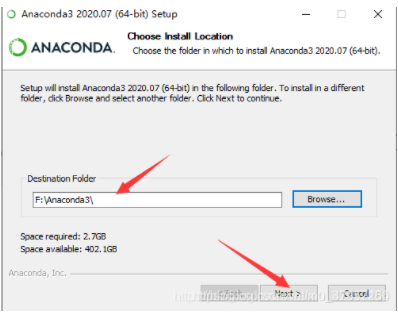 Anaconda3 2020.07 (64-bit) Setup
ANACONDA.
Choose Install Location
Choose the folder in which to install Anaconda3 2020.07 (64-bit).
Setup will install Anaconda3 2020.07 (64-bit) in the following folder. To install in a different
folder, click Browse and select another folder. Click Next to continue.
Destination Folder
F:\Anaconda3\
Browse...
Space required: 2.7GB
Space available: 402.1GB
Anaconda, Inc.
Next >
Cancel